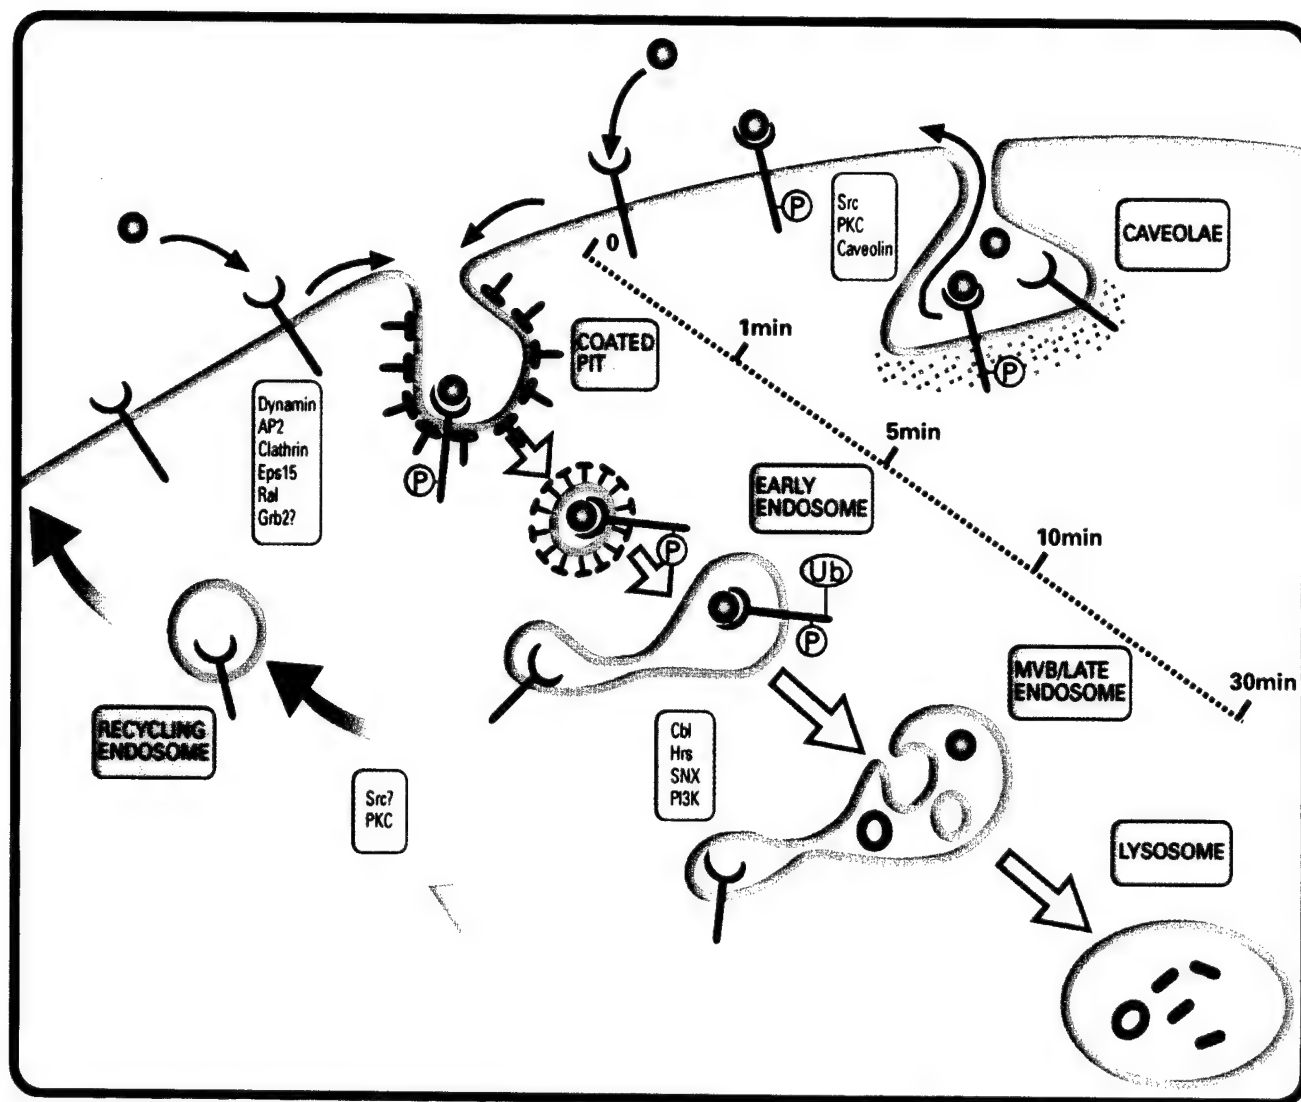 P
Src
PKC
Caveolin
CAVEOLAE
0
1min
COATED
PIT
P
Dynamin
AP2
Clathrin
Eps15
Ral
Grb2?
P
5min
EARLY
ENDOSOME
P
10min
Ub
P
MVB/LATE
ENDOSOME
30min
RECYCLING
ENDOSOME
Cbl
Hrs
SNX
PI3K
Src?
PKC
LYSOSOME